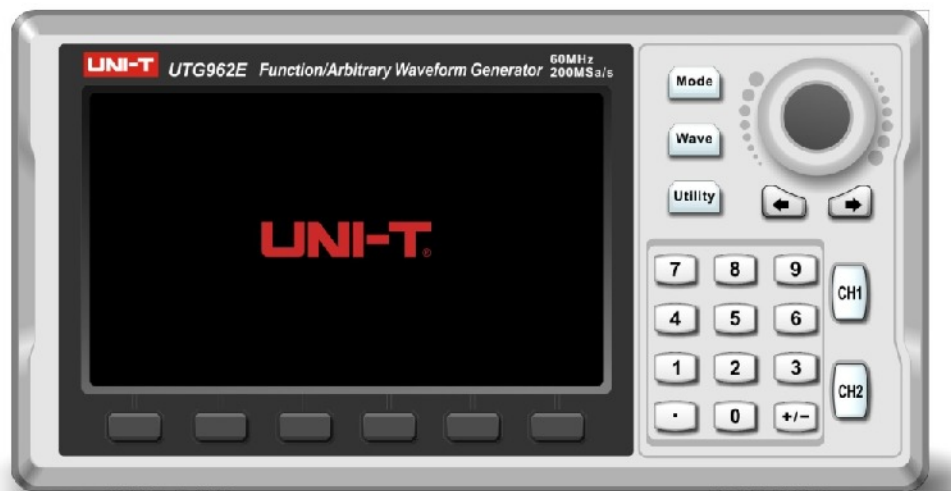 UNI-T UTG962E Function/Arbitrary Waveform Generator 60MHz 200MSa/s
UNI-T®
Mode
Wave
Utility
7 8 9
4 5 6
1 2 3
. 0 +/-
CH1
CH2